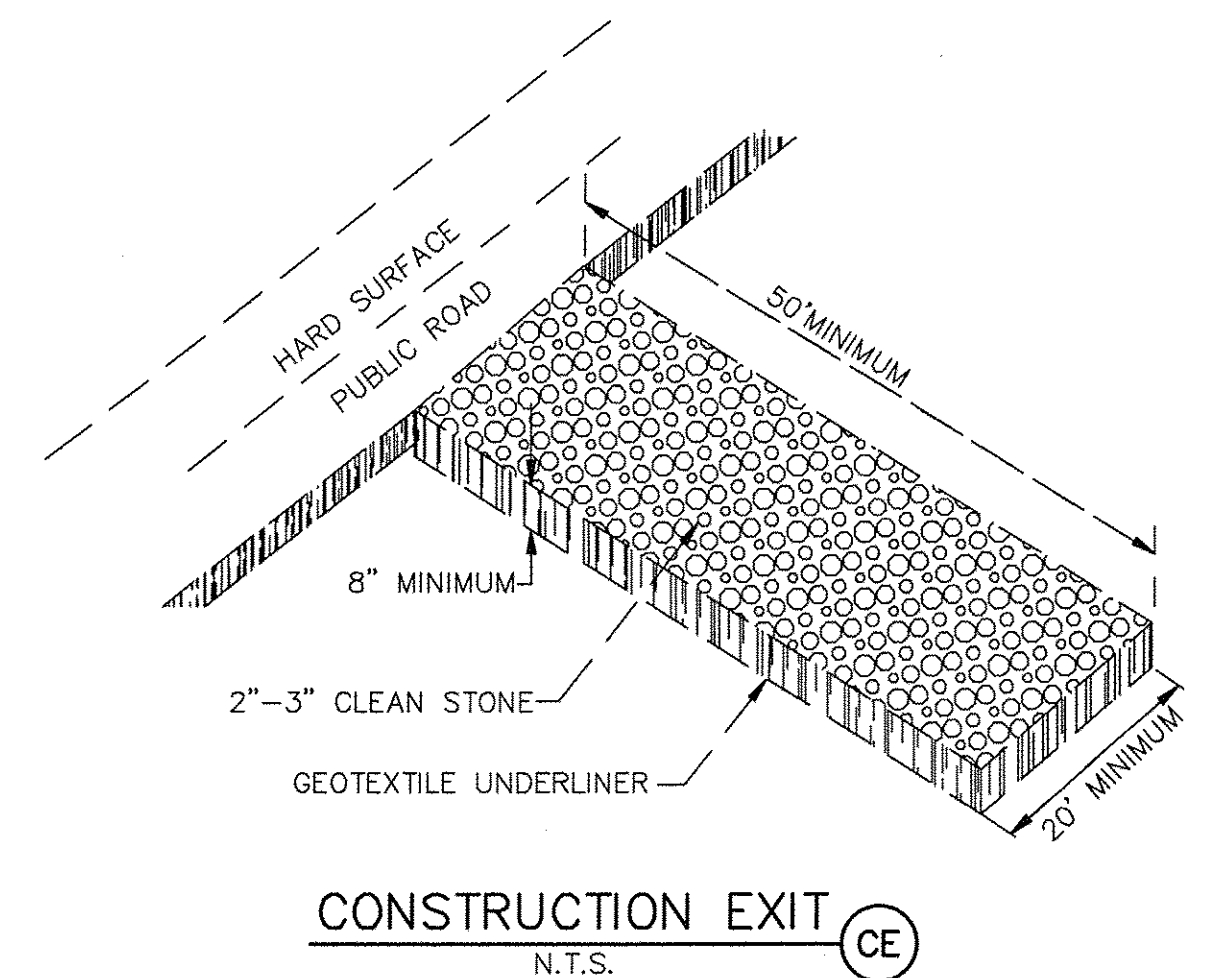 HARD SURFACE
PUBLIC ROAD
50'MINIMUM
8" MINIMUM
2"-3" CLEAN STONE
GEOTEXTILE UNDERLINER
20' MINIMUM
CONSTRUCTION EXIT
CE
N.T.S.